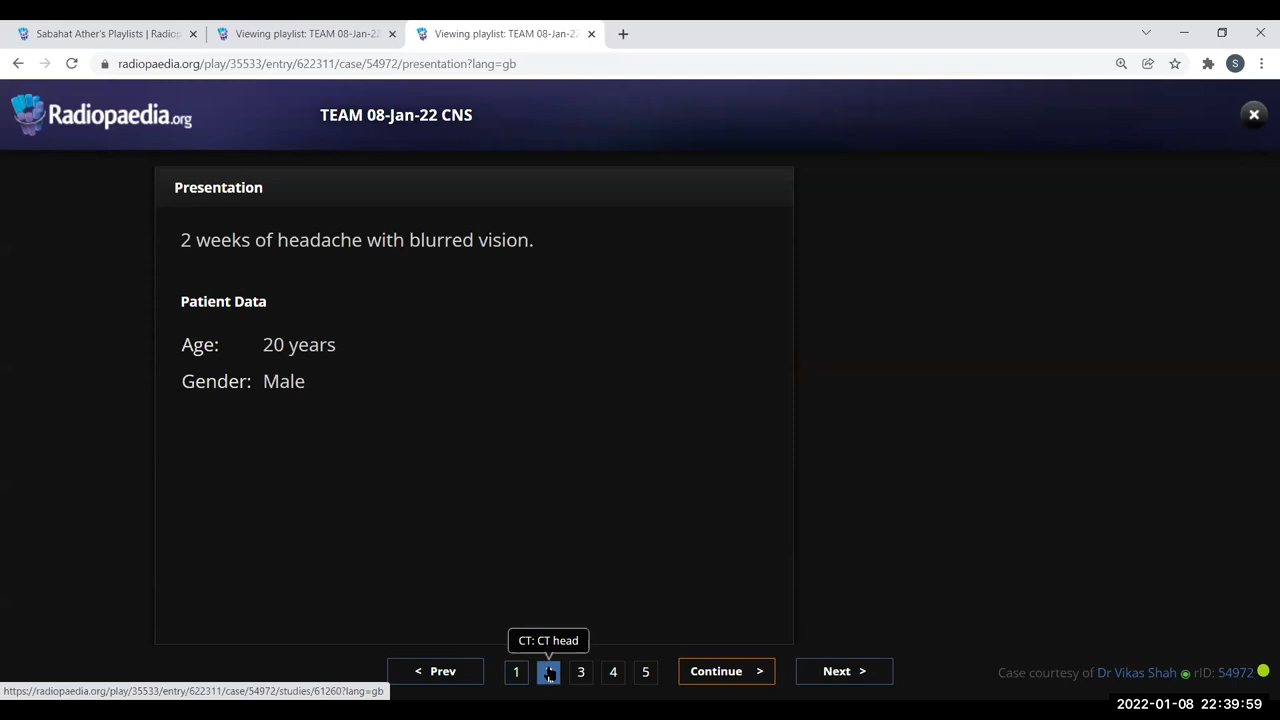 Sabahat Ather's Playlists | Radiop
Viewing playlist: TEAM 08-Jan-22
Viewing playlist: TEAM 08-Jan-22
radiopaedia.org/play/35533/entry/622311/case/54972/presentation?lang=gb
S
Radiopaedia.org
TEAM 08-Jan-22 CNS
Presentation
2 weeks of headache with blurred vision.
Patient Data
Age: 20 years
Gender: Male
CT: CT head
< Prev 1 3 4 5 Continue > Next >
Case courtesy of Dr Vikas Shah rID: 54972
https://radiopaedia.org/play/35533/entry/622311/case/54972/studies/61260?lang=gb
2022-01-08 22:39:59